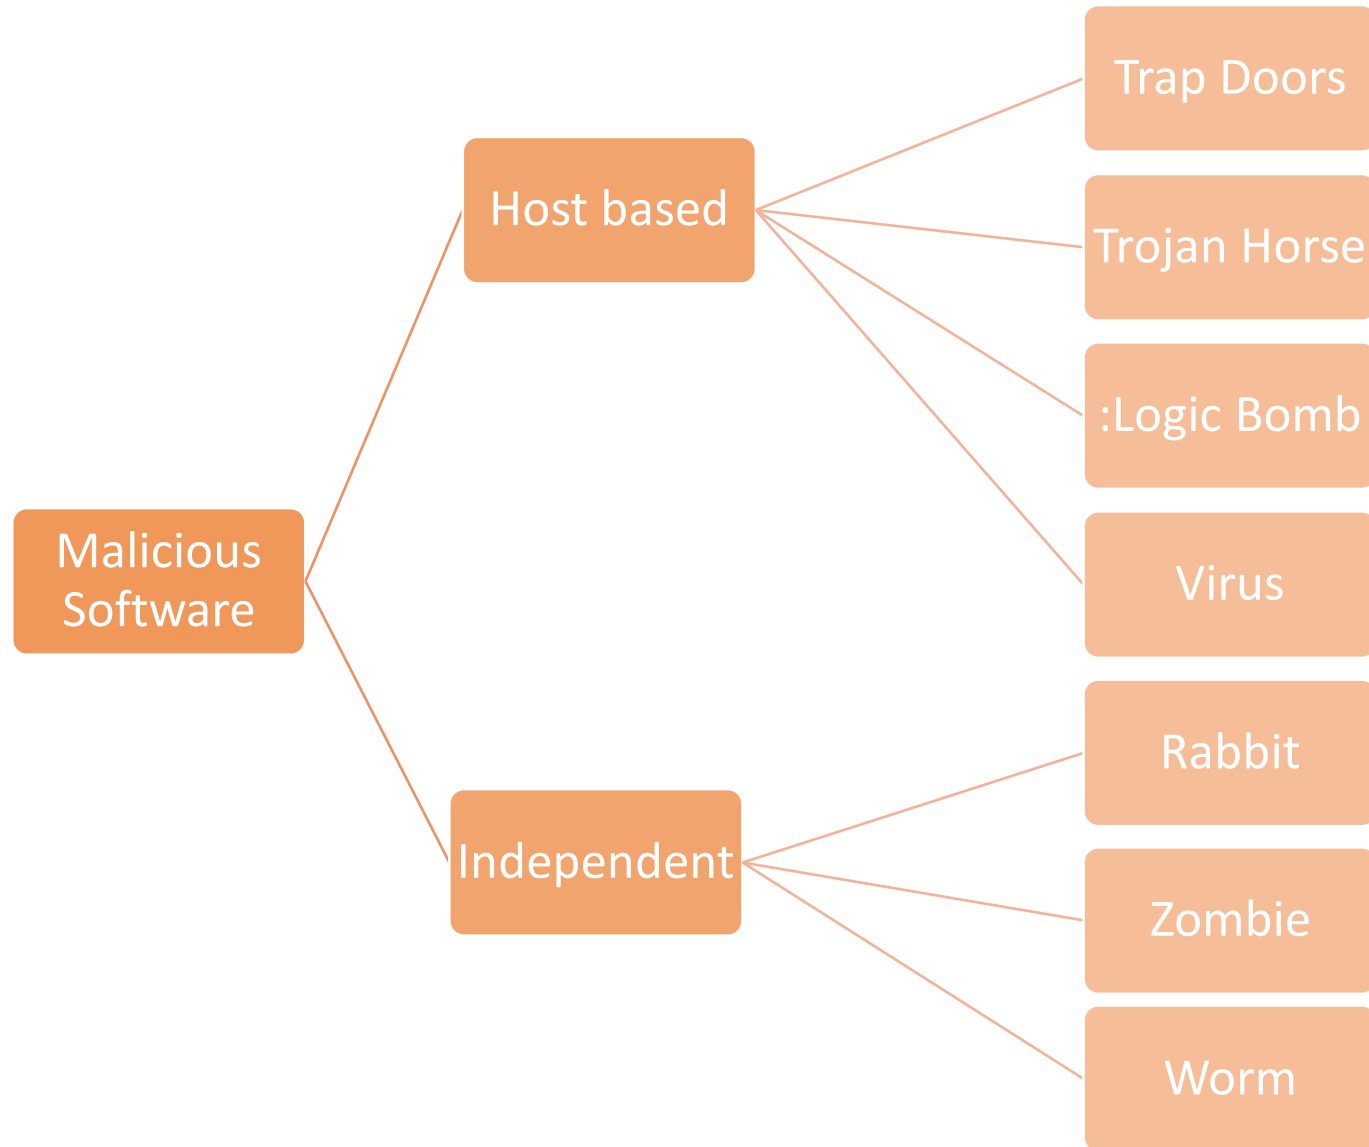 Trap Doors
Host based
Trojan Horse
:Logic Bomb
Malicious
Software
Virus
Rabbit
Independent
Zombie
Worm